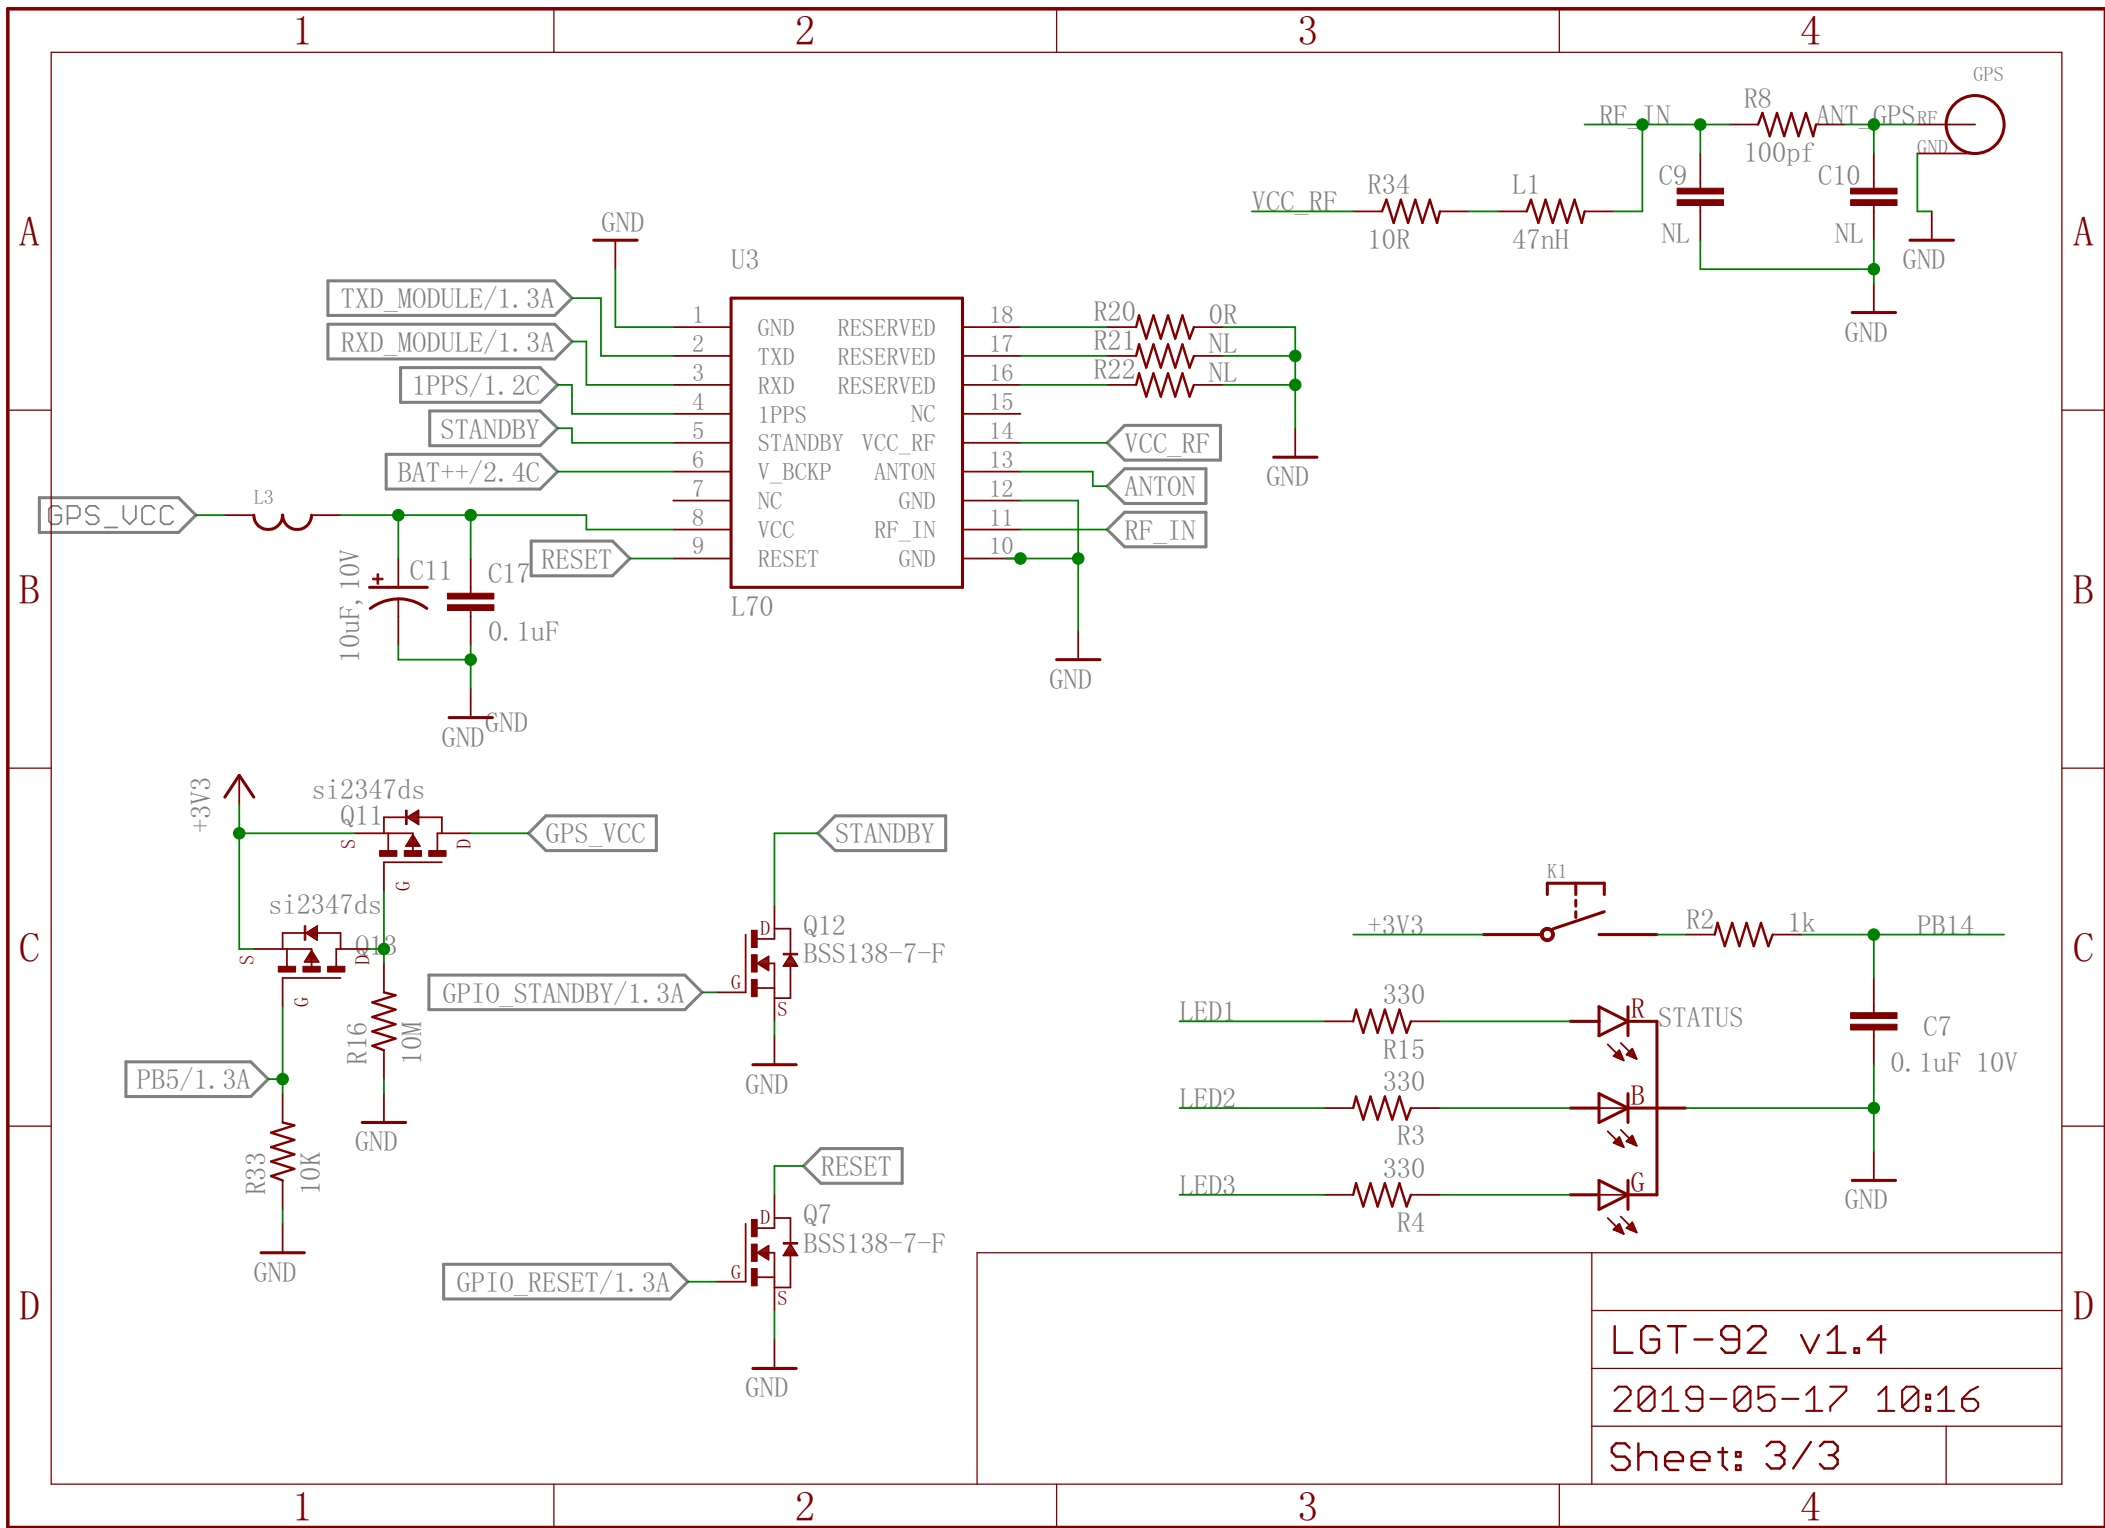 1 2 3 4
A A
B B
C C
D D
1 2 3 4
GPS
RF_IN
R8
100pf
ANT_GPS
RF
GND
C9
NL
C10
NL
GND
GND
VCC_RF
R34
10R
L1
47nH
GND
U3
TXD_MODULE/1.3A
RXD_MODULE/1.3A
1PPS/1.2C
STANDBY
BAT++/2.4C
GPS_VCC
L3
RESET
1 GND RESERVED 18
2 TXD RESERVED 17
3 RXD RESERVED 16
4 1PPS NC 15
5 STANDBY VCC_RF 14
6 V_BCKP ANTON 13
7 NC GND 12
8 VCC RF_IN 11
9 RESET GND 10
L70
R20 0R
R21 NL
R22 NL
GND
VCC_RF
ANTON
RF_IN
GND
10uF,10V
+
C11
C17
0.1uF
GND
GND
+3V3
si2347ds
Q11
S
D
G
GPS_VCC
si2347ds
Q13
S
D
G
R16
10M
GND
PB5/1.3A
R33
10K
GND
STANDBY
Q12
BSS138-7-F
D
G
S
GPIO_STANDBY/1.3A
GND
RESET
Q7
BSS138-7-F
D
G
S
GPIO_RESET/1.3A
GND
K1
+3V3
R2
1k
PB14
LED1
330
R15
R
STATUS
LED2
330
R3
B
LED3
330
R4
G
C7
0.1uF 10V
GND
LGT-92 v1.4
2019-05-17 10:16
Sheet: 3/3